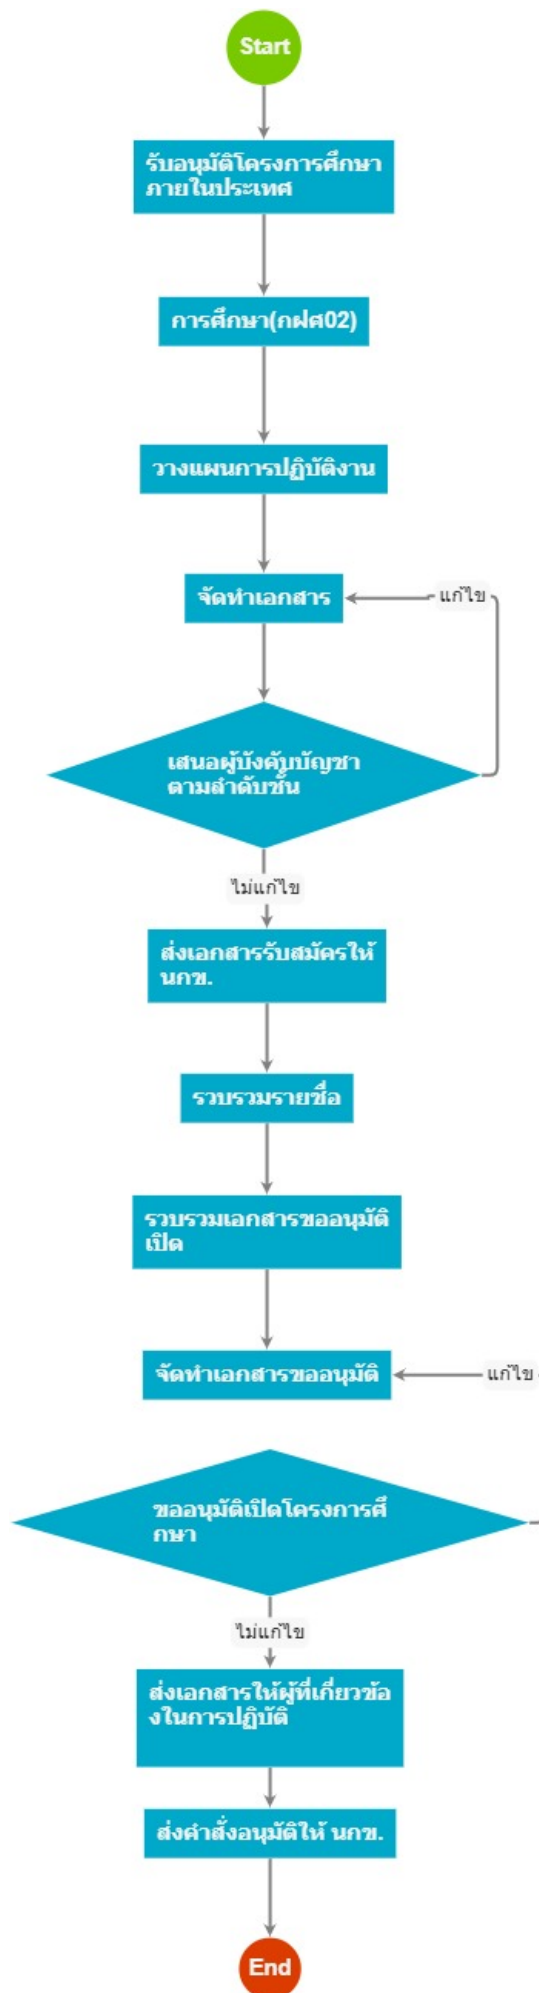 Start
รับอนุมัติโครงการศึกษา
ภายในประเทศ
การศึกษา(กฝศ02)
วางแผนการปฏิบัติงาน
จัดทำเอกสาร
แก้ไข
เสนอผู้บังคับบัญชา
ตามลำดับชั้น
ไม่แก้ไข
ส่งเอกสารรับสมัครให้
นกข.
รวบรวมรายชื่อ
รวบรวมเอกสารขออนุมัติ
เปิด
จัดทำเอกสารขออนุมัติ
แก้ไข
ขออนุมัติเปิดโครงการศึ
กษา
ไม่แก้ไข
ส่งเอกสารให้ผู้ที่เกี่ยวข้อ
งในการปฏิบัติ
ส่งคำสั่งอนุมัติให้ นกข.
End